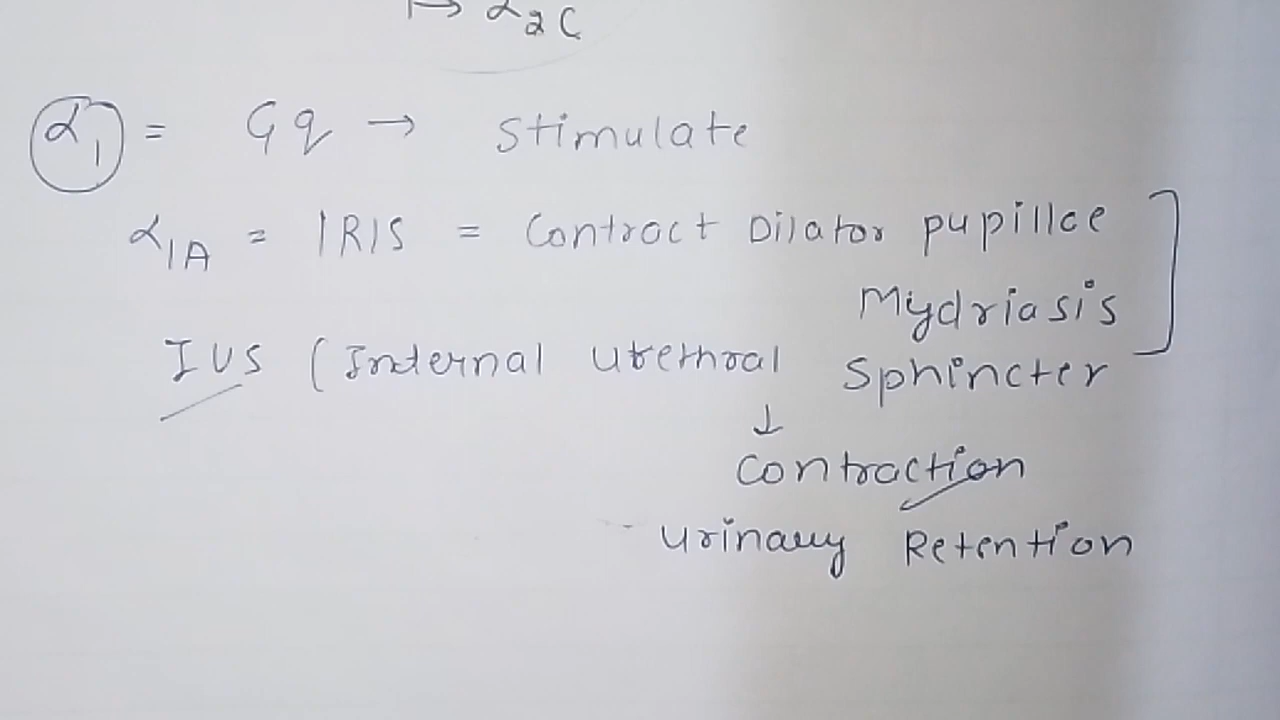 ↦ α2C
α1 = Gq → Stimulate
α1A = IRIS = Contract Dilator pupillae
Mydriasis
IUS (Internal Urethral Sphincter
↓
Contraction
Urinary Retention